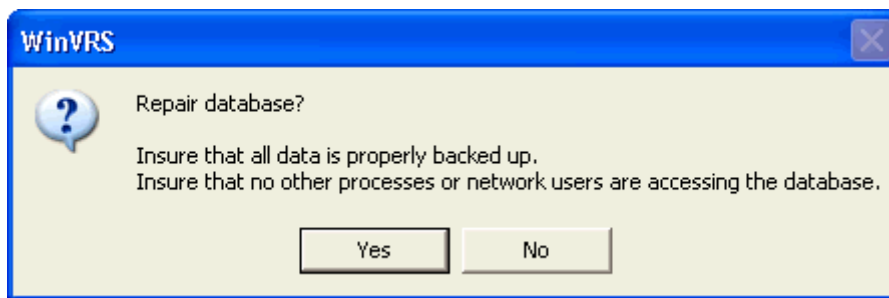 WinVRS
Repair database?
Insure that all data is properly backed up.
Insure that no other processes or network users are accessing the database.
Yes
No